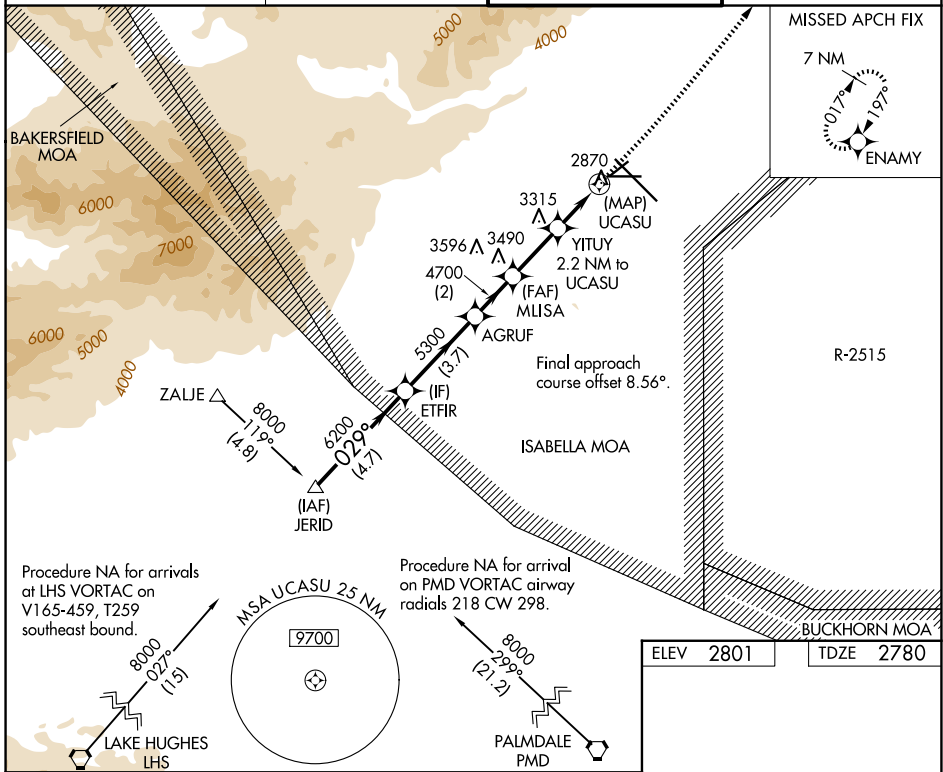 MISSED APCH FIX
7 NM
017°
197°
ENAMY
5000
4000
BAKERSFIELD
MOA
6000
7000
6000
5000
4000
2870
(MAP)
UCASU
3315
YITUY
2.2 NM to
UCASU
3596
3490
4700
(2)
(FAF)
MLISA
AGRUF
5300
(3.7)
Final approach
course offset 8.56°.
R-2515
(IF)
ETFIR
ZALJE
8000
119°
(4.8)
6200
029°
(4.7)
ISABELLA MOA
(IAF)
JERID
Procedure NA for arrivals
at LHS VORTAC on
V165-459, T259
southeast bound.
8000
027°
(15)
LAKE HUGHES
LHS
MSA UCASU 25 NM
9700
Procedure NA for arrival
on PMD VORTAC airway
radials 218 CW 298.
8000
299°
(21.2)
PALMDALE
PMD
BUCKHORN MOA
ELEV 2801
TDZE 2780